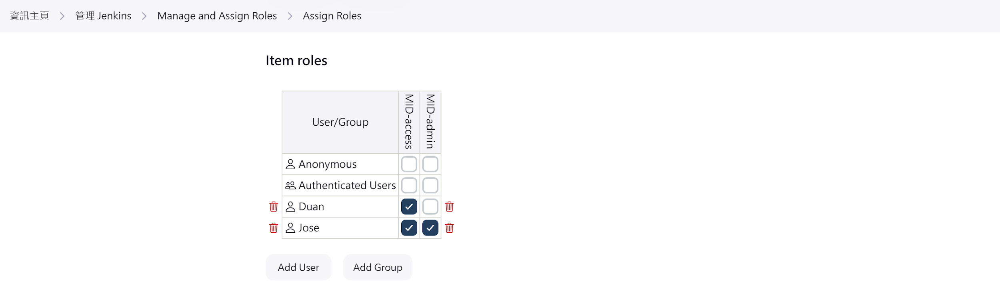 資訊主頁 管理 Jenkins Manage and Assign Roles Assign Roles
Item roles
User/Group MID-access MID-admin
Anonymous
Authenticated Users
Duan
Jose
Add User Add Group